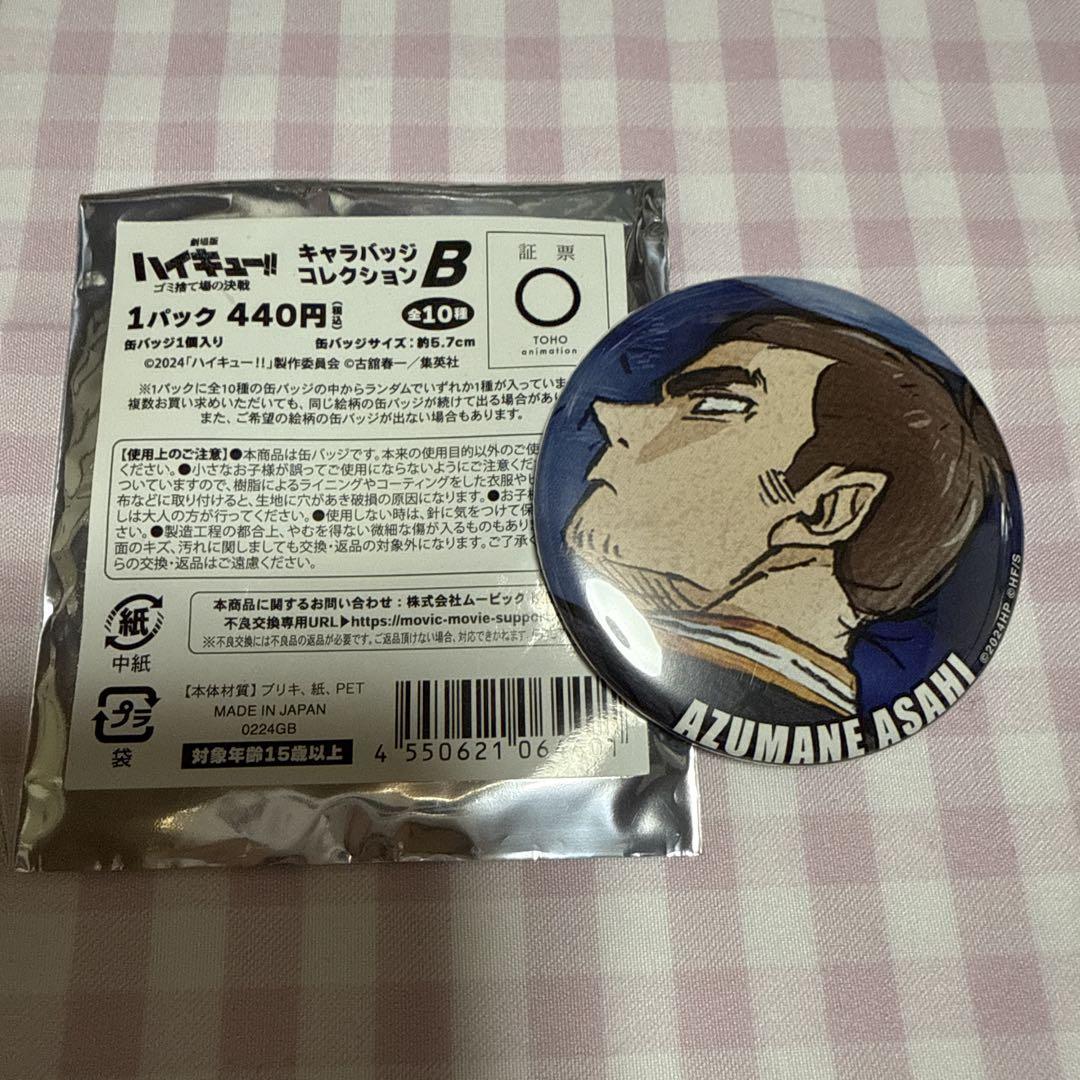 劇場版
ハイキュー!!
ゴミ捨て場の決戦
キャラバッジ
コレクション B
証票
TOHO
animation
1パック 440円(税込) 全10種
缶バッジ1個入り 缶バッジサイズ:約5.7cm
©2024「ハイキュー!!」製作委員会 ©古舘春一/集英社
※1パックに全10種の缶バッジの中からランダムでいずれか1種が入っていま
複数お買い求めいただいても、同じ絵柄の缶バッジが続けて出る場合があ
また、ご希望の絵柄の缶バッジが出ない場合もあります。
【使用上のご注意】●本商品は缶バッジです。本来の使用目的以外のご使
ください。●小さなお子様が誤ってご使用にならないようにご注意くだ
ついていますので、樹脂によるライニングやコーティングをした衣服や
布などに取り付けると、生地に穴があき破損の原因になります。●お子様
しは大人の方が行ってください。●使用しない時は、針に気をつけて保
い。●製造工程の都合上、やむを得ない微細な傷が入るものもあり
面のキズ、汚れに関しましても交換・返品の対象外になります。ご了承く
らの交換・返品はご遠慮ください。
本商品に関するお問い合わせ:株式会社ムービック
不良交換専用URL▶https://movic-movie-suppor
※不良交換には不良品の返品が必要です。ご返品頂けない場合、対応できかねます。
紙
中紙
プラ
袋
【本体材質】ブリキ、紙、PET
MADE IN JAPAN
0224GB
対象年齢15歳以上
4 550621 06
AZUMANE ASAHI
©2024HP ©HF/S